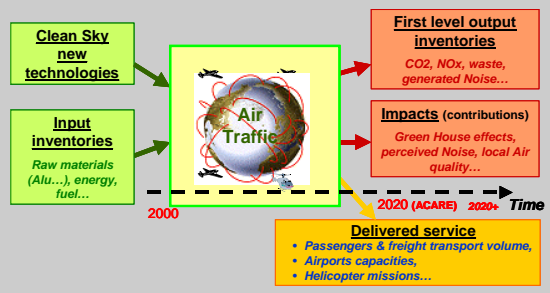 Clean Sky
new
technologies
Input
inventories
Raw materials
(Alu…), energy,
fuel…
Air
Traffic
First level output
inventories
CO2, NOx, waste,
generated Noise…
Impacts (contributions)
Green House effects,
perceived Noise, local Air
quality…
2000
2020 (ACARE)
2020+
Time
Delivered service
• Passengers & freight transport volume,
• Airports capacities,
• Helicopter missions…